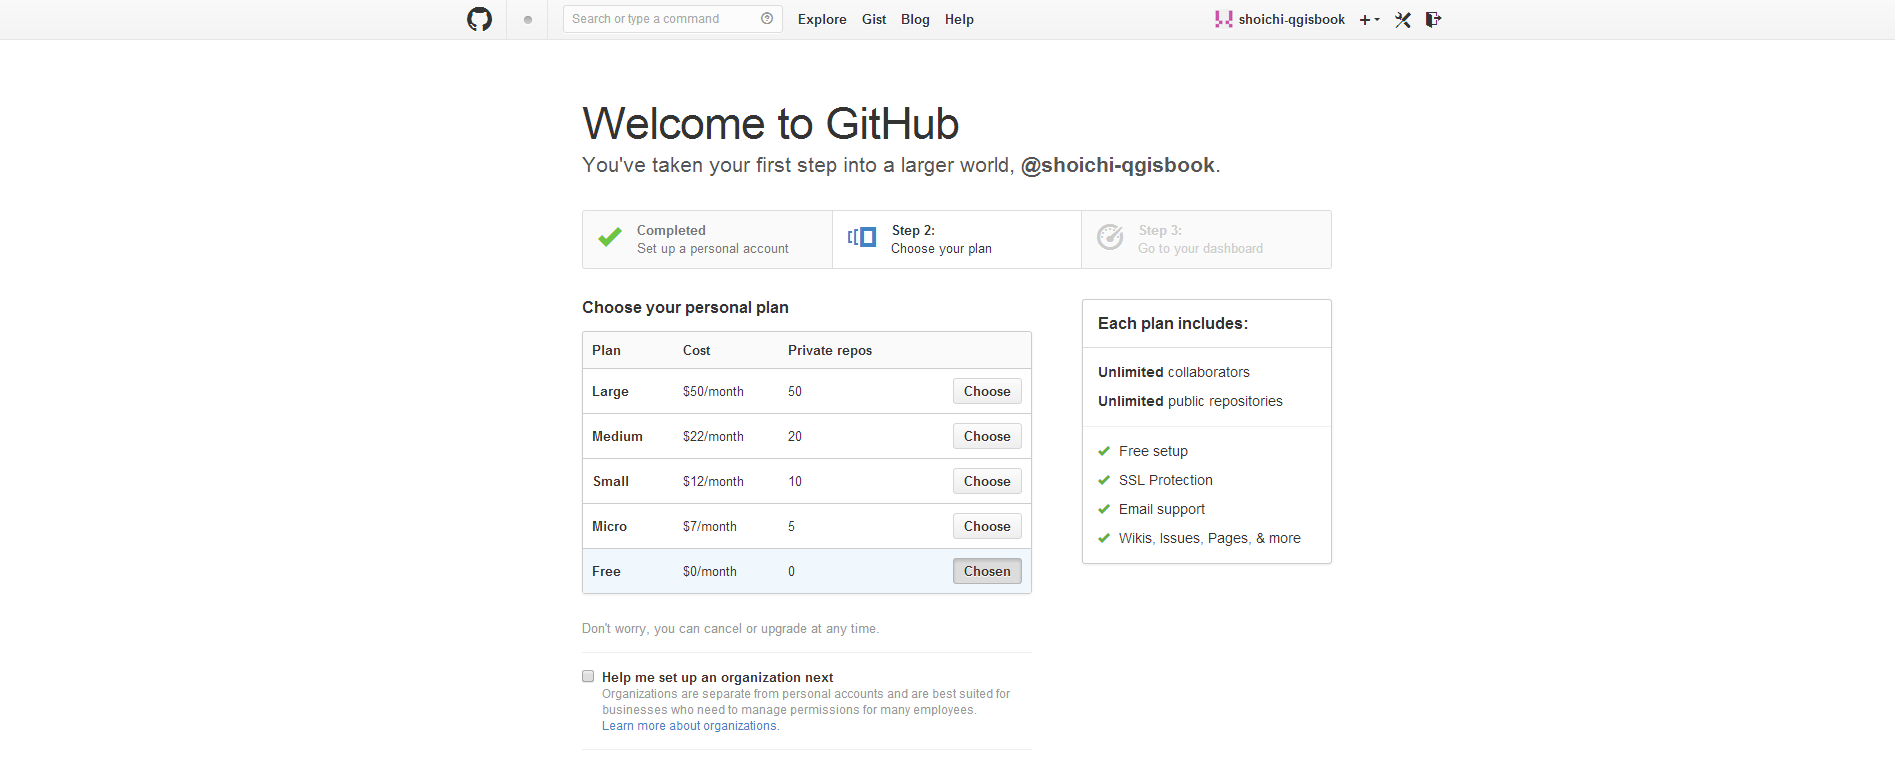 Search or type a command
Explore Gist Blog Help
shoichi-qgisbook
Welcome to GitHub
You've taken your first step into a larger world, @shoichi-qgisbook.
Completed
Set up a personal account
Step 2:
Choose your plan
Step 3:
Go to your dashboard
Choose your personal plan
Plan Cost Private repos
Large $50/month 50 Choose
Medium $22/month 20 Choose
Small $12/month 10 Choose
Micro $7/month 5 Choose
Free $0/month 0 Chosen
Don't worry, you can cancel or upgrade at any time.
Help me set up an organization next
Organizations are separate from personal accounts and are best suited for
businesses who need to manage permissions for many employees.
Learn more about organizations.
Each plan includes:
Unlimited collaborators
Unlimited public repositories
Free setup
SSL Protection
Email support
Wikis, Issues, Pages, & more